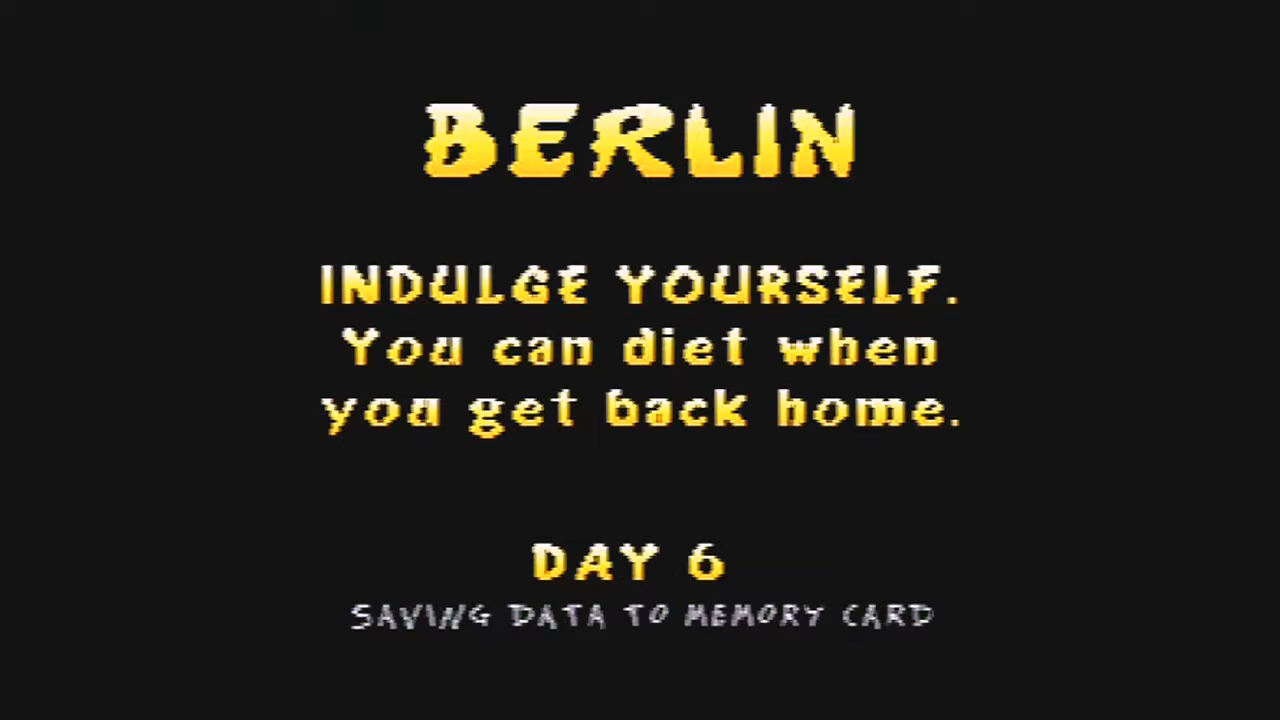 BERLIN
INDULGE YOURSELF.
You can diet when
you get back home.
DAY 6
SAVING DATA TO MEMORY CARD